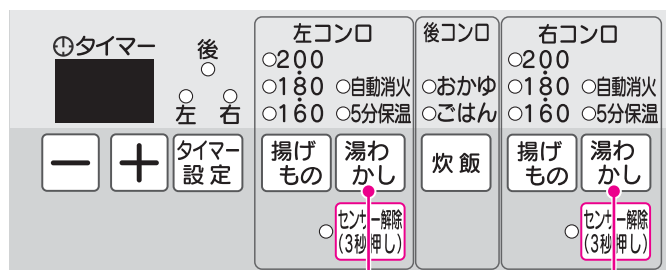 タイマー
後
左 右
－
＋
タイマー
設定
左コンロ
200
180 自動消火
160 5分保温
揚げ
もの
湯わ
かし
センサー解除
(3秒押し)
後コンロ
おかゆ
ごはん
炊飯
右コンロ
200
180 自動消火
160 5分保温
揚げ
もの
湯わ
かし
センサー解除
(3秒押し)